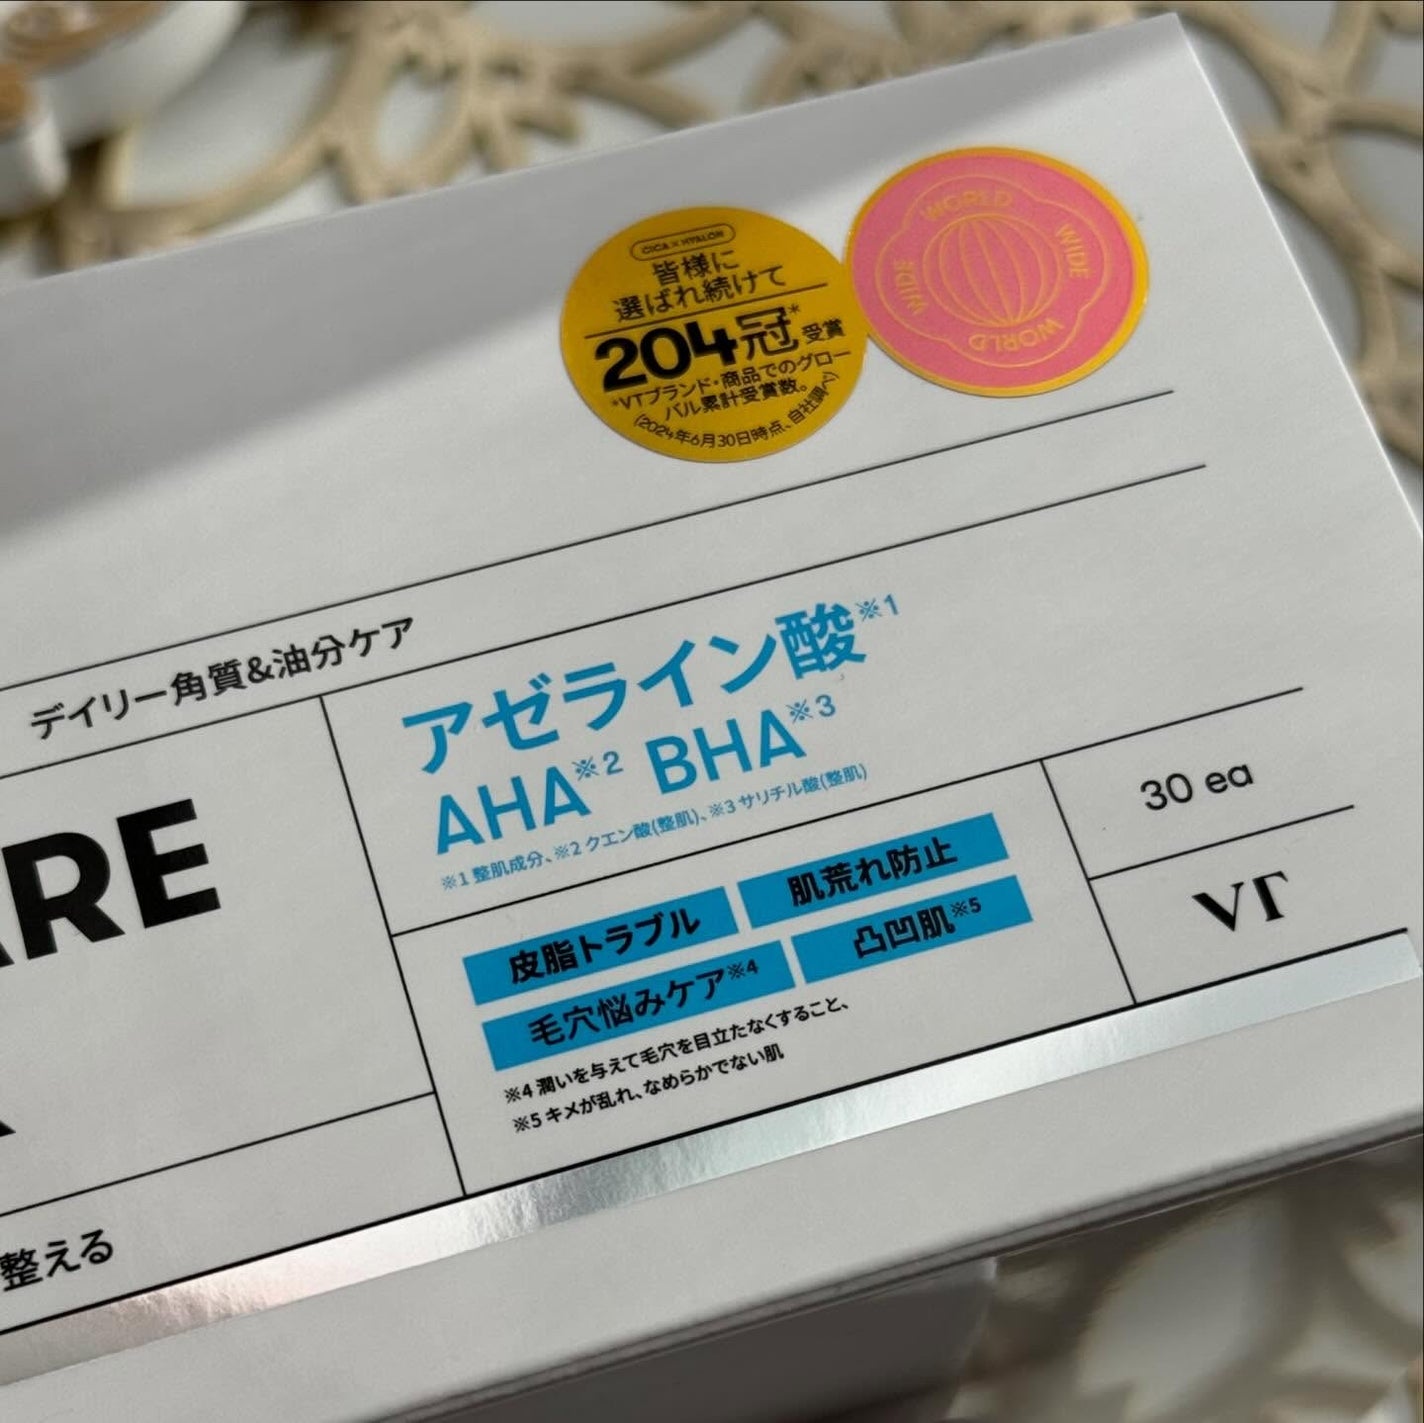 CICA × HYALON
皆様に
選ばれ続けて
204冠*受賞
*VTブランド・商品でのグロー
バル累計受賞数。
(2024年6月30日時点、自社調べ)
WORLD
WIDE
WORLD
WIDE
デイリー角質&油分ケア
アゼライン酸※1
AHA※2 BHA※3
※1 整肌成分、※2 クエン酸(整肌)、※3 サリチル酸(整肌)
30 ea
ARE
皮脂トラブル 肌荒れ防止
毛穴悩みケア※4 凸凹肌※5
VT
※4 潤いを与えて毛穴を目立たなくすること、
※5 キメが乱れ、なめらかでない肌
整える